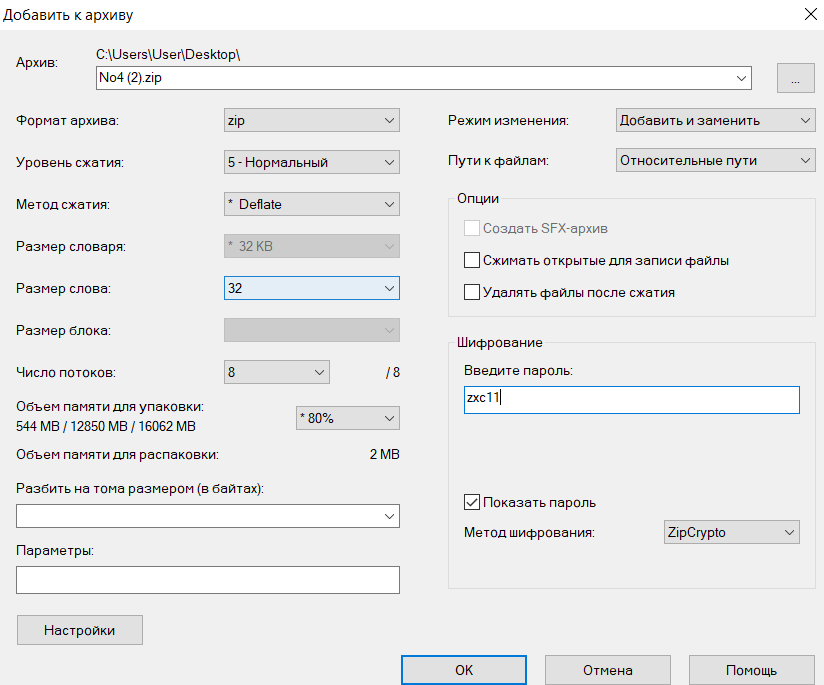 Добавить к архиву
Архив:
C:\Users\User\Desktop\
No4 (2).zip
...
Формат архива:
zip
Уровень сжатия:
5 - Нормальный
Метод сжатия:
* Deflate
Размер словаря:
* 32 KB
Размер слова:
32
Размер блока:
Число потоков:
8
/ 8
Объем памяти для упаковки:
544 MB / 12850 MB / 16062 MB
* 80%
Объем памяти для распаковки:
2 MB
Разбить на тома размером (в байтах):
Параметры:
Настройки
Режим изменения:
Добавить и заменить
Пути к файлам:
Относительные пути
Опции
Создать SFX-архив
Сжимать открытые для записи файлы
Удалять файлы после сжатия
Шифрование
Введите пароль:
zxc11
Показать пароль
Метод шифрования:
ZipCrypto
OK
Отмена
Помощь